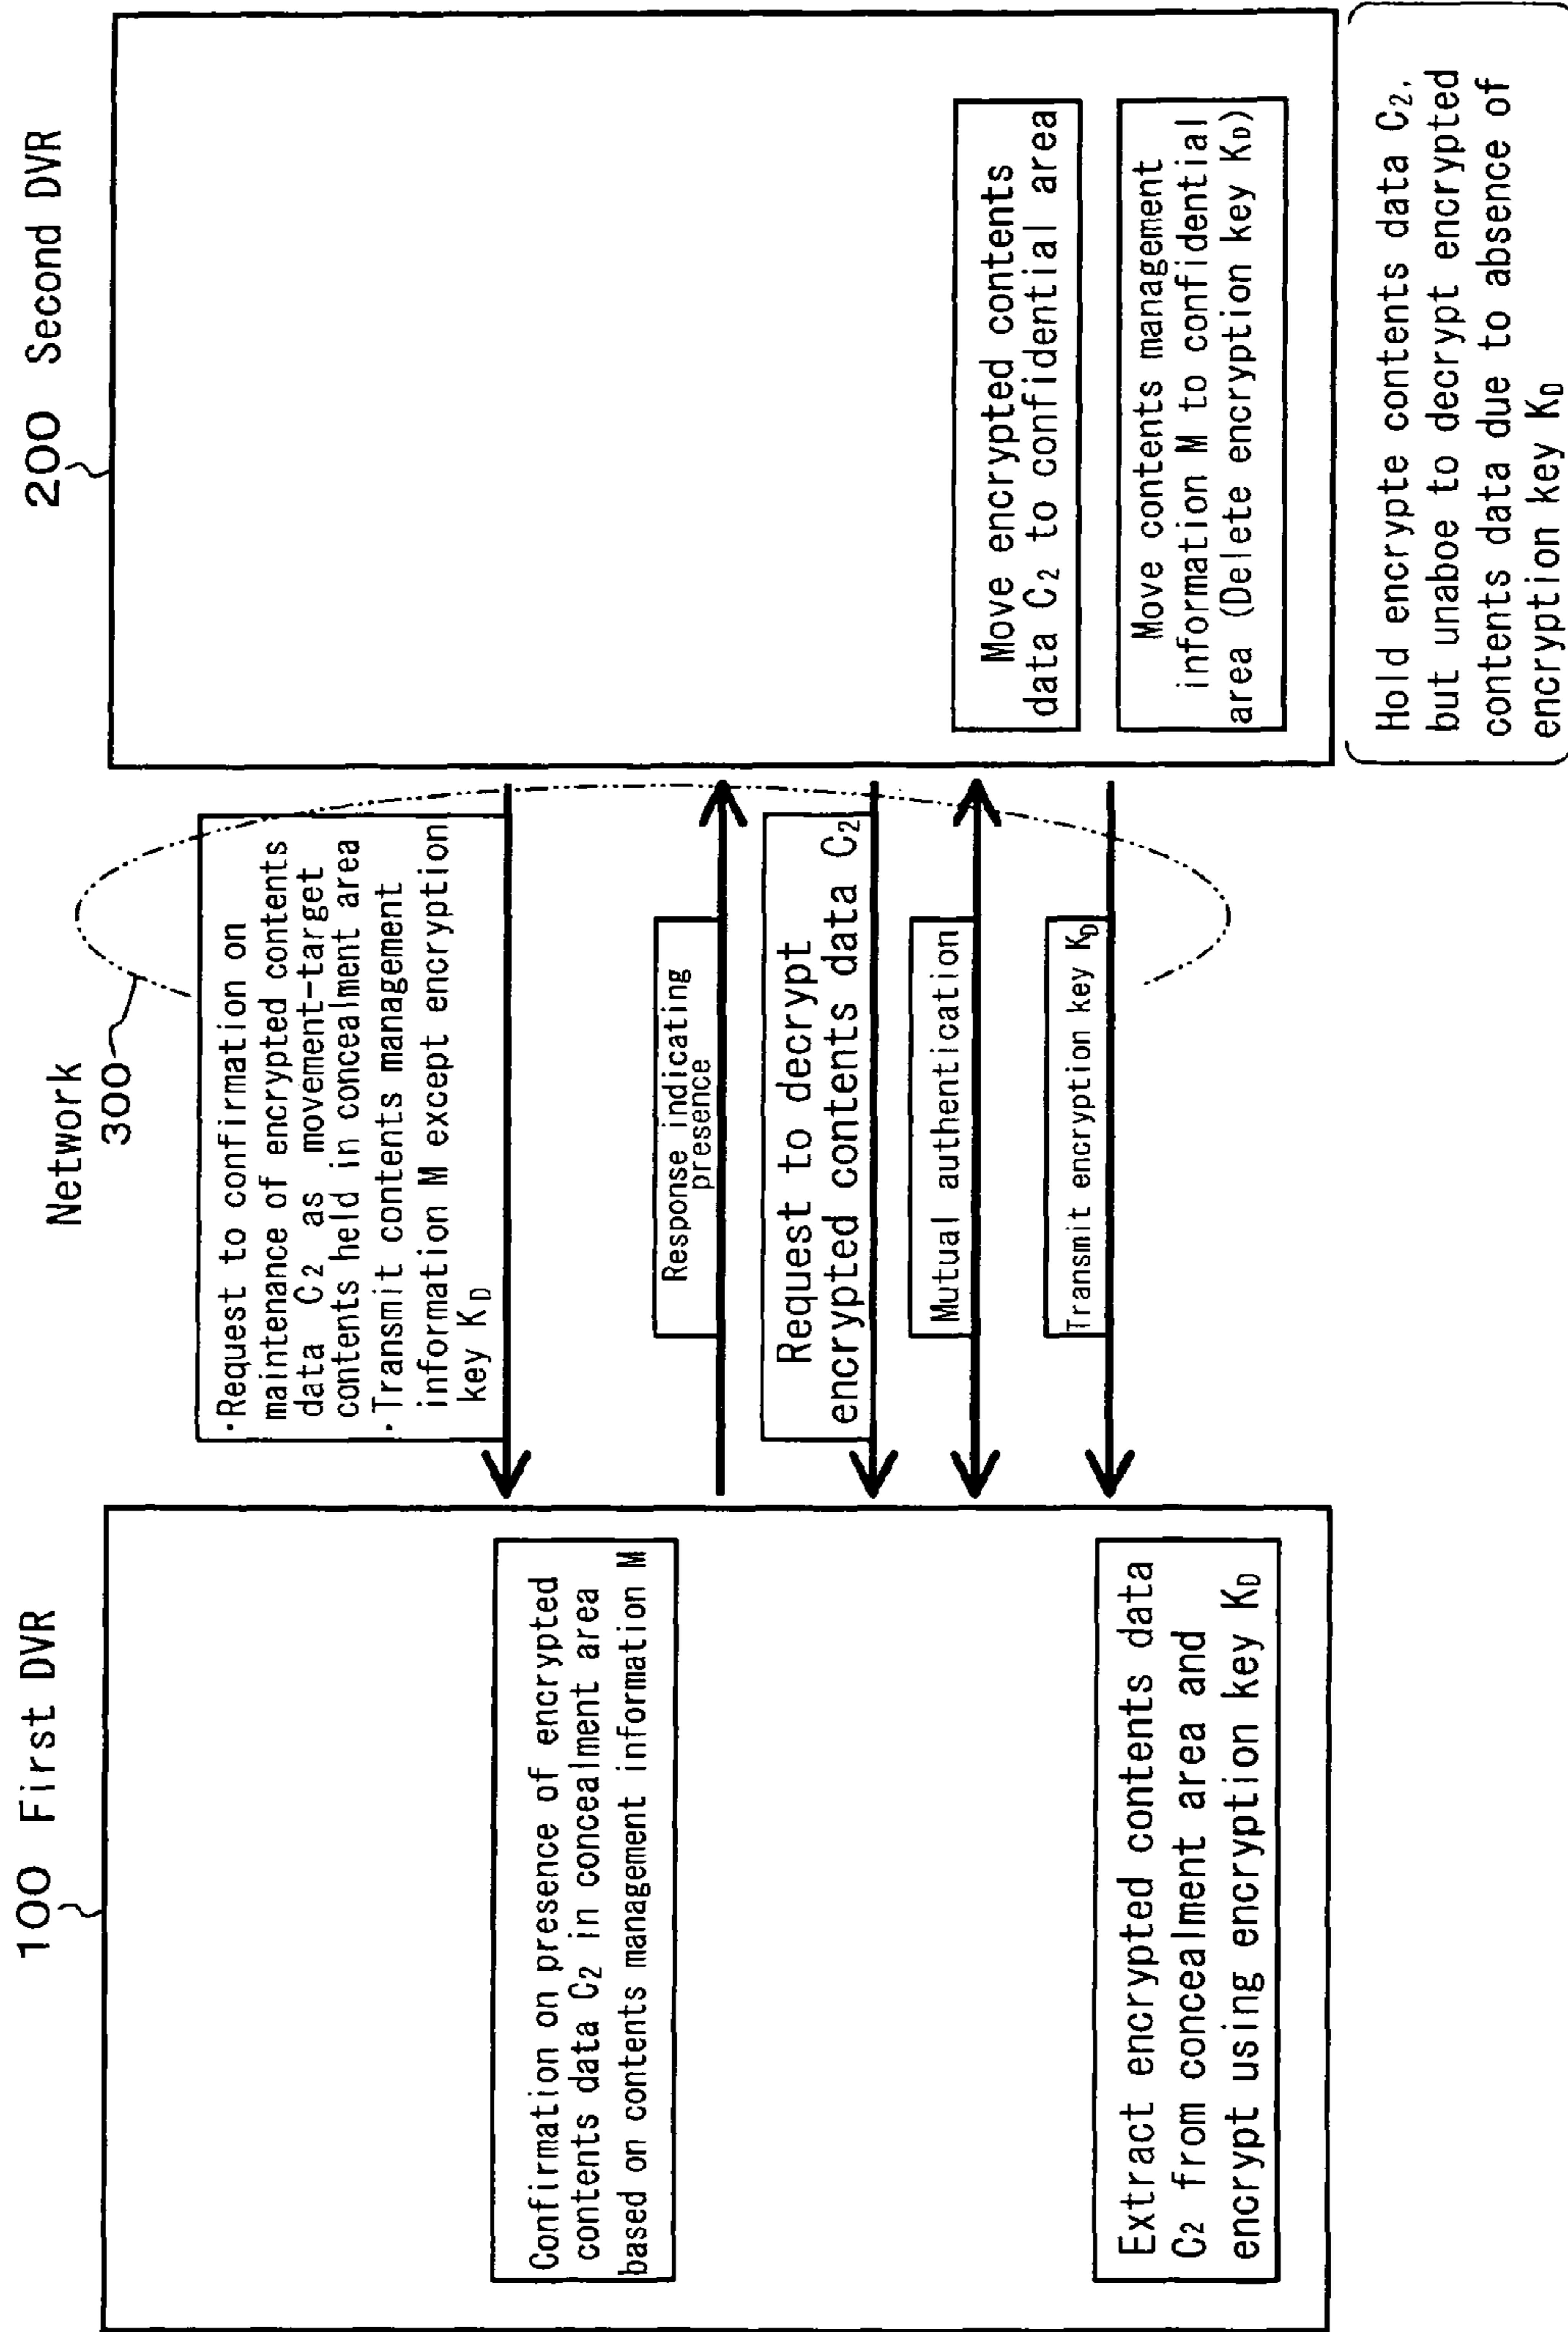 100 First DVR
Confirmation on presence of encrypted
contents data C2 in concealment area
based on contents management information M
Extract encrypted contents data
C2 from concealment area and
encrypt using encryption key KD
Network
300
·Request to confirmation on
maintenance of encrypted contents
data C2 as movement-target
contents held in concealment area
·Transmit contents management
information M except encryption
key KD
Response indicating
presence
Request to decrypt
encrypted contents data C2
Mutual authentication
Transmit encryption key KD
200 Second DVR
Move encrypted contents
data C2 to confidential area
Move contents management
information M to confidential
area (Delete encryption key KD)
Hold encrypte contents data C2,
but unaboe to decrypt encrypted
contents data due to absence of
encryption key KD